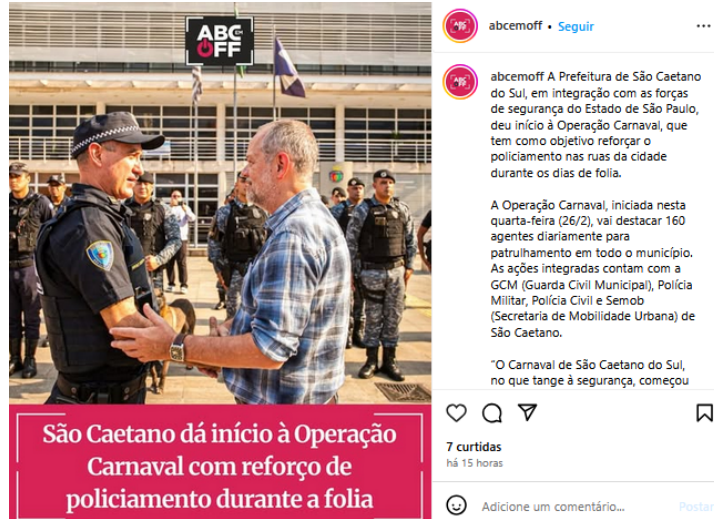 ABC EM
OFF
São Caetano dá início à Operação
Carnaval com reforço de
policiamento durante a folia
abcemoff • Seguir
abcemoff A Prefeitura de São Caetano
do Sul, em integração com as forças
de segurança do Estado de São Paulo,
deu início à Operação Carnaval, que
tem como objetivo reforçar o
policiamento nas ruas da cidade
durante os dias de folia.
A Operação Carnaval, iniciada nesta
quarta-feira (26/2), vai destacar 160
agentes diariamente para
patrulhamento em todo o município.
As ações integradas contam com a
GCM (Guarda Civil Municipal), Polícia
Militar, Polícia Civil e Semob
(Secretaria de Mobilidade Urbana) de
São Caetano.
"O Carnaval de São Caetano do Sul,
no que tange à segurança, começou
7 curtidas
há 15 horas
Adicione um comentário...
Postar